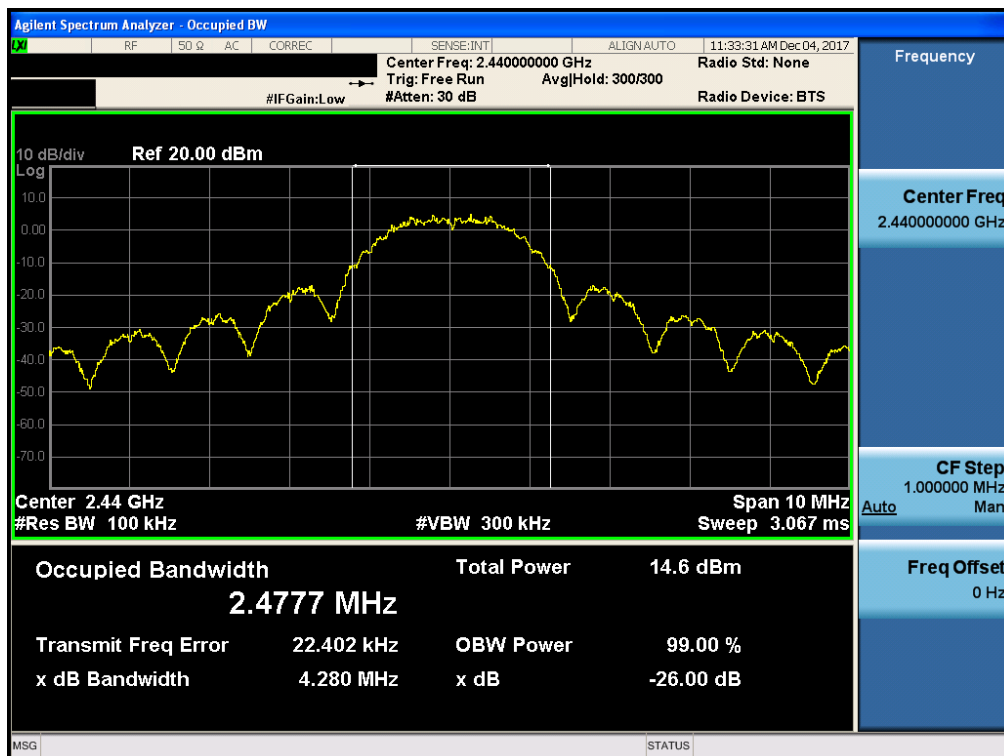 Agilent Spectrum Analyzer - Occupied BW
LXI RF 50 Ω AC CORREC SENSE:INT ALIGN AUTO 11:33:31 AM Dec 04, 2017
Center Freq: 2.440000000 GHz Radio Std: None
Trig: Free Run Avg|Hold: 300/300
#IFGain:Low #Atten: 30 dB Radio Device: BTS
10 dB/div Ref 20.00 dBm
Log
10.0
0.00
-10.0
-20.0
-30.0
-40.0
-50.0
-60.0
-70.0
Center 2.44 GHz Span 10 MHz
#Res BW 100 kHz #VBW 300 kHz Sweep 3.067 ms
Occupied Bandwidth Total Power 14.6 dBm
2.4777 MHz
Transmit Freq Error 22.402 kHz OBW Power 99.00 %
x dB Bandwidth 4.280 MHz x dB -26.00 dB
MSG STATUS
Frequency
Center Freq
2.440000000 GHz
CF Step
1.000000 MHz
Auto Man
Freq Offset
0 Hz